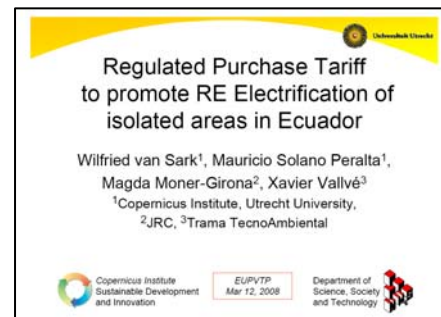 Universiteit Utrecht
Regulated Purchase Tariff
to promote RE Electrification of
isolated areas in Ecuador
Wilfried van Sark¹, Mauricio Solano Peralta¹,
Magda Moner-Girona², Xavier Vallvé³
¹Copernicus Institute, Utrecht University,
²JRC, ³Trama TecnoAmbiental
Copernicus Institute
Sustainable Development
and Innovation
EUPVTP
Mar 12, 2008
Department of
Science, Society
and Technology